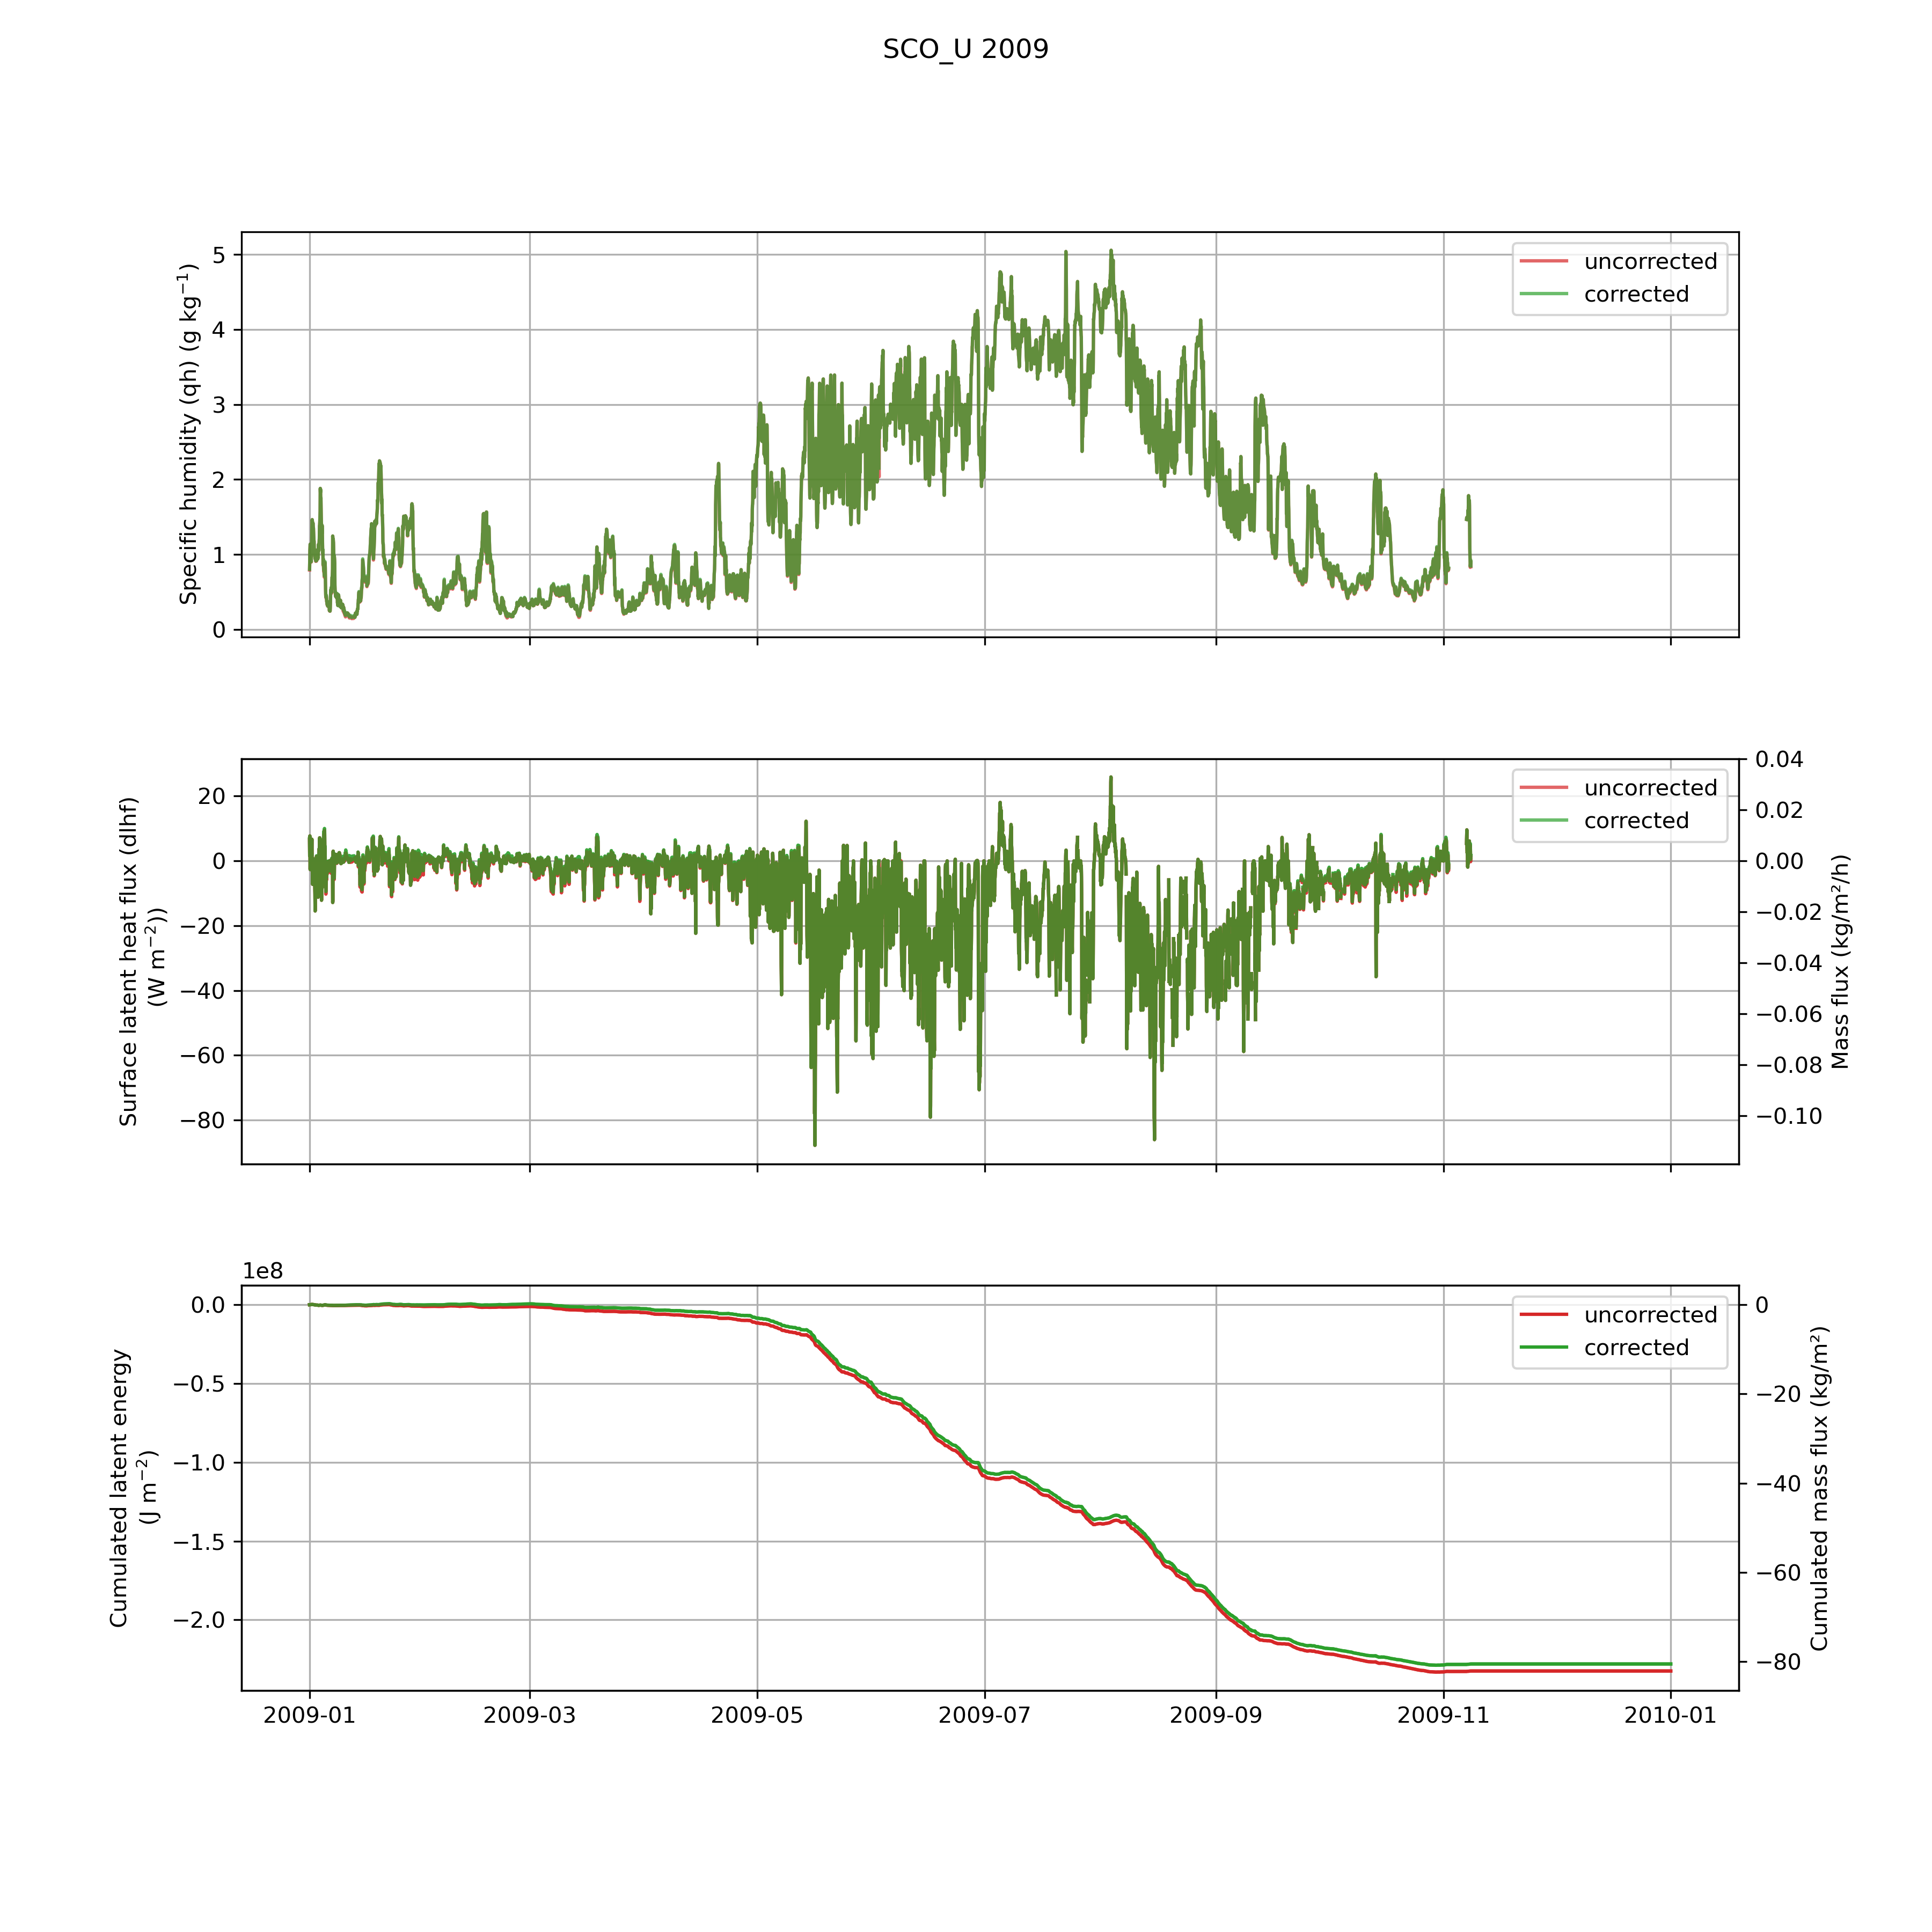 SCO_U 2009
Specific humidity (qh) (g kg⁻¹)
5
4
3
2
1
0
uncorrected
corrected
Surface latent heat flux (dlhf)
(W m⁻²))
20
0
−20
−40
−60
−80
uncorrected
corrected
0.04
0.02
0.00
−0.02
−0.04
−0.06
−0.08
−0.10
Mass flux (kg/m²/h)
1e8
Cumulated latent energy
(J m⁻²)
0.0
−0.5
−1.0
−1.5
−2.0
uncorrected
corrected
0
−20
−40
−60
−80
Cumulated mass flux (kg/m²)
2009-01 2009-03 2009-05 2009-07 2009-09 2009-11 2010-01